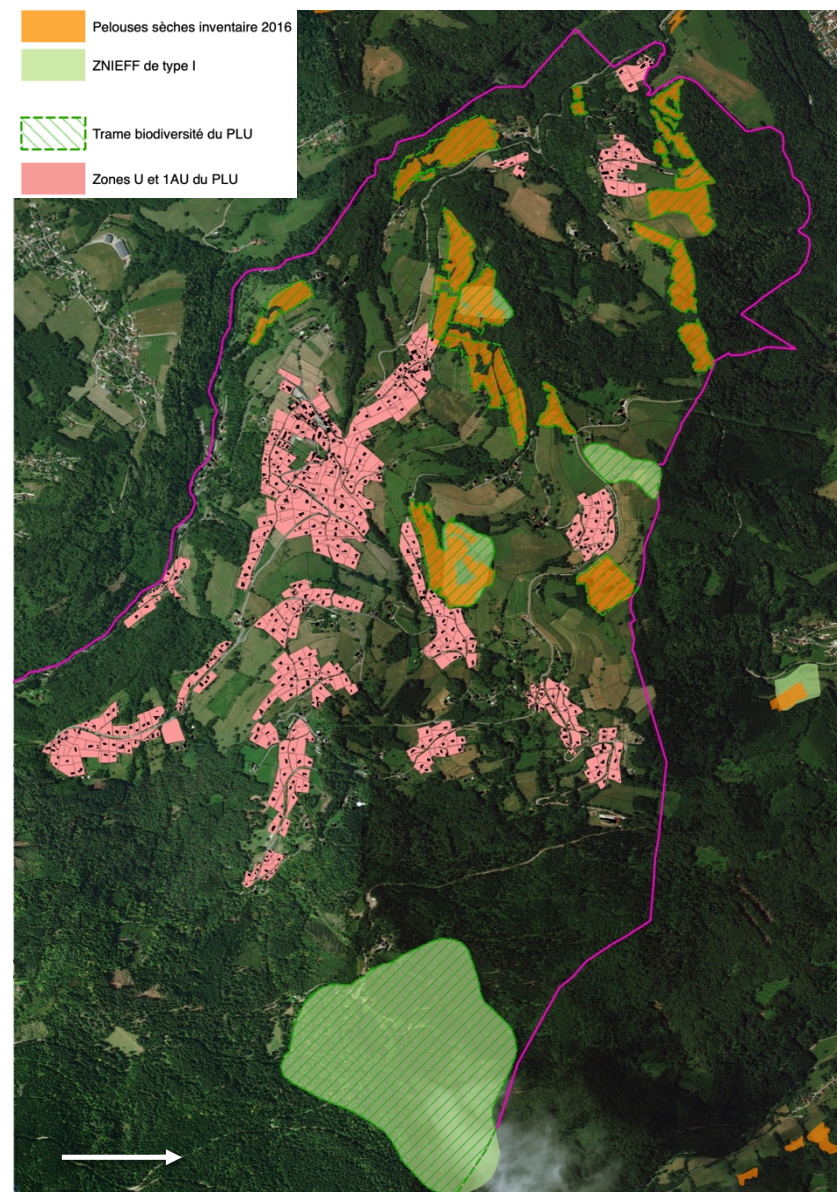 Pelouses sèches inventaire 2016
ZNIEFF de type I
Trame biodiversité du PLU
Zones U et 1AU du PLU